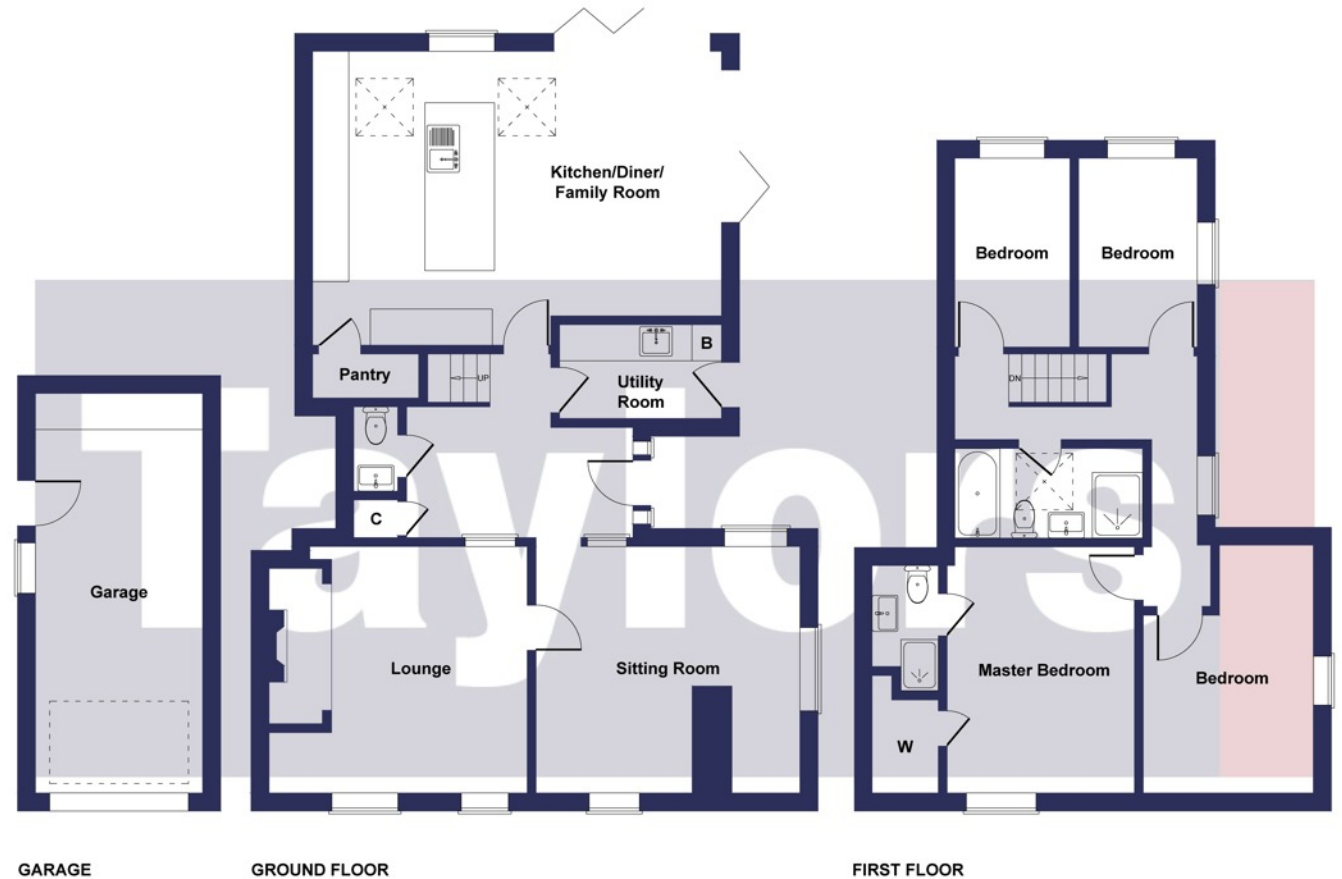 Kitchen/Diner/
Family Room
Bedroom
Bedroom
B
Pantry
UP
Utility
Room
DN
Taylors
C
Garage
Lounge
Sitting Room
Master Bedroom
Bedroom
W
GARAGE
GROUND FLOOR
FIRST FLOOR